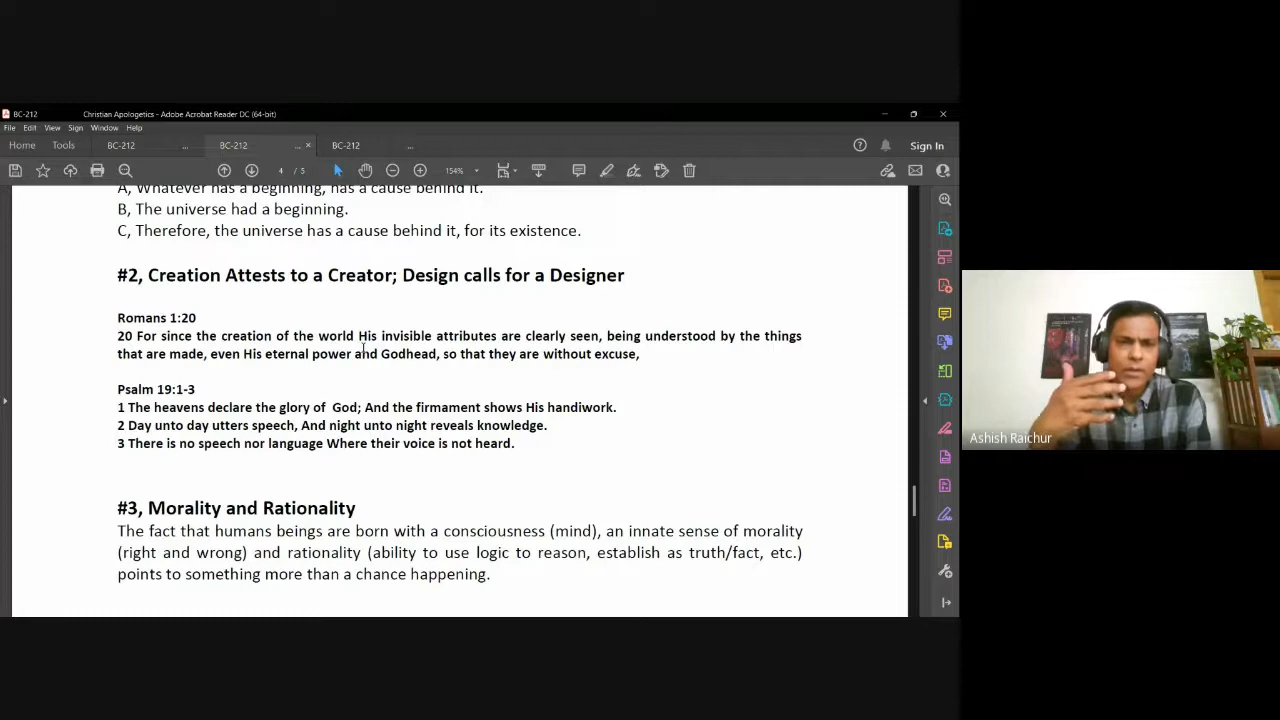 BC-212 Christian Apologetics - Adobe Acrobat Reader DC (64-bit)
File Edit View Sign Window Help
Home Tools BC-212 ... BC-212 ... × BC-212 ...
Sign In
4 / 5 154%
A, Whatever has a beginning, has a cause behind it.
B, The universe had a beginning.
C, Therefore, the universe has a cause behind it, for its existence.
#2, Creation Attests to a Creator; Design calls for a Designer
Romans 1:20
20 For since the creation of the world His invisible attributes are clearly seen, being understood by the things
that are made, even His eternal power and Godhead, so that they are without excuse,
Psalm 19:1-3
1 The heavens declare the glory of God; And the firmament shows His handiwork.
2 Day unto day utters speech, And night unto night reveals knowledge.
3 There is no speech nor language Where their voice is not heard.
#3, Morality and Rationality
The fact that humans beings are born with a consciousness (mind), an innate sense of morality
(right and wrong) and rationality (ability to use logic to reason, establish as truth/fact, etc.)
points to something more than a chance happening.
Ashish Raichur